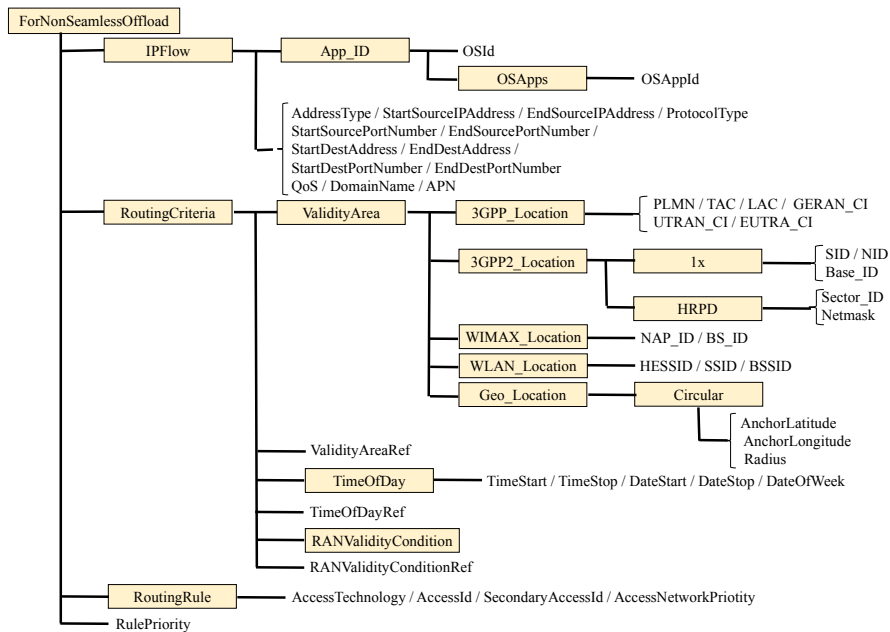 ForNonSeamlessOffload
IPFlow
App_ID
OSId
OSApps
OSAppId
AddressType / StartSourceIPAddress / EndSourceIPAddress / ProtocolType
StartSourcePortNumber / EndSourcePortNumber /
StartDestAddress / EndDestAddress /
StartDestPortNumber / EndDestPortNumber
QoS / DomainName / APN
RoutingCriteria
ValidityArea
3GPP_Location
PLMN / TAC / LAC / GERAN_CI
UTRAN_CI / EUTRA_CI
3GPP2_Location
1x
SID / NID
Base_ID
HRPD
Sector_ID
Netmask
WIMAX_Location
NAP_ID / BS_ID
WLAN_Location
HESSID / SSID / BSSID
Geo_Location
Circular
AnchorLatitude
AnchorLongitude
Radius
ValidityAreaRef
TimeOfDay
TimeStart / TimeStop / DateStart / DateStop / DateOfWeek
TimeOfDayRef
RANValidityCondition
RANValidityConditionRef
RoutingRule
AccessTechnology / AccessId / SecondaryAccessId / AccessNetworkPriotity
RulePriority